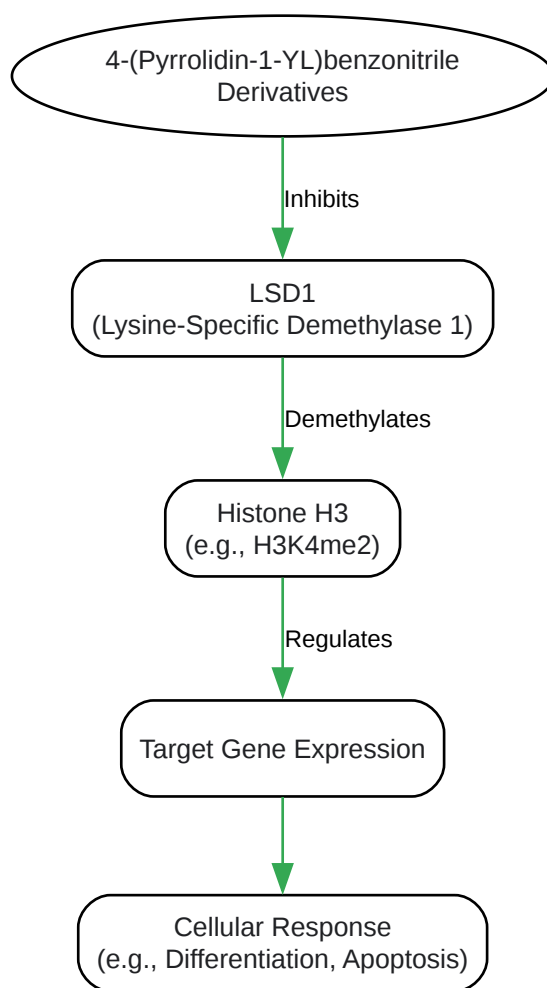 4-(Pyrrolidin-1-YL)benzonitrile
Derivatives
Inhibits
LSD1
(Lysine-Specific Demethylase 1)
Demethylates
Histone H3
(e.g., H3K4me2)
Regulates
Target Gene Expression
Cellular Response
(e.g., Differentiation, Apoptosis)